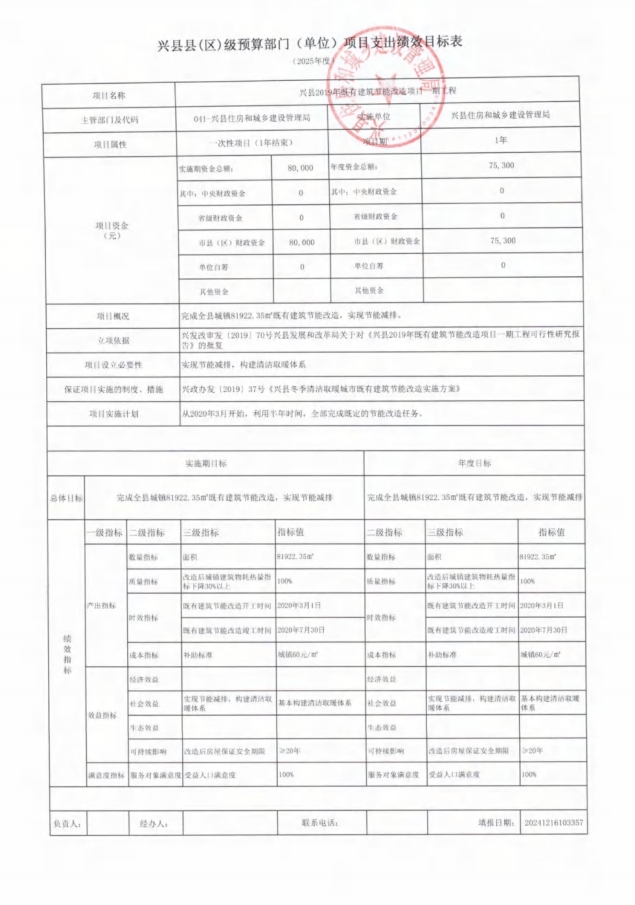 兴县县(区)级预算部门(单位)项目支出绩效目标表
(2025年度)
项目名称 兴县2019年既有建筑节能改造项目一期工程
主管部门及代码 041-兴县住房和城乡建设管理局 实施单位 兴县住房和城乡建设管理局
项目属性 一次性项目(1年结束) 项目期 1年
项目资金
(元)
实施期资金总额: 80,000 年度资金总额: 75,300
其中:中央财政资金 0 其中:中央财政资金 0
省级财政资金 0 省级财政资金 0
市县(区)财政资金 80,000 市县(区)财政资金 75,300
单位自筹 0 单位自筹 0
其他资金 其他资金
项目概况 完成全县城镇81922.35㎡既有建筑节能改造,实现节能减排。
立项依据 兴发改审发〔2019〕70号兴县发展和改革局关于对《兴县2019年既有建筑节能改造项目一期工程可行性研究报
告》的批复
项目设立必要性 实现节能减排,构建清洁取暖体系
保证项目实施的制度、措施 兴政办发〔2019〕37号《兴县冬季清洁取暖城市既有建筑节能改造实施方案》
项目实施计划 从2020年3月开始,利用半年时间,全部完成既定的节能改造任务。
实施期目标 年度目标
总体目标 完成全县城镇81922.35㎡既有建筑节能改造,实现节能减排 完成全县城镇81922.35㎡既有建筑节能改造,实现节能减排
绩效指标
一级指标 二级指标 三级指标 指标值 二级指标 三级指标 指标值
产出指标
数量指标 面积 81922.35㎡ 数量指标 面积 81922.35㎡
质量指标 改造后城镇建筑物耗热量指 100% 质量指标 改造后城镇建筑物耗热量指 100%
标下降30%以上 标下降30%以上
时效指标 既有建筑节能改造开工时间 2020年3月1日 时效指标 既有建筑节能改造开工时间 2020年3月1日
既有建筑节能改造竣工时间 2020年7月30日 既有建筑节能改造竣工时间 2020年7月30日
成本指标 补助标准 城镇60元/㎡ 成本指标 补助标准 城镇60元/㎡
效益指标
经济效益 经济效益
社会效益 实现节能减排,构建清洁取 基本构建清洁取暖体系 社会效益 实现节能减排,构建清洁取 基本构建清洁取暖
暖体系 暖体系 体系
生态效益 生态效益
可持续影响 改造后房屋保证安全期限 ≥20年 可持续影响 改造后房屋保证安全期限 ≥20年
满意度指标 服务对象满意度 受益人口满意度 100% 服务对象满意度 受益人口满意度 100%
负责人: 经办人: 联系电话: 填报日期: 20241216103357